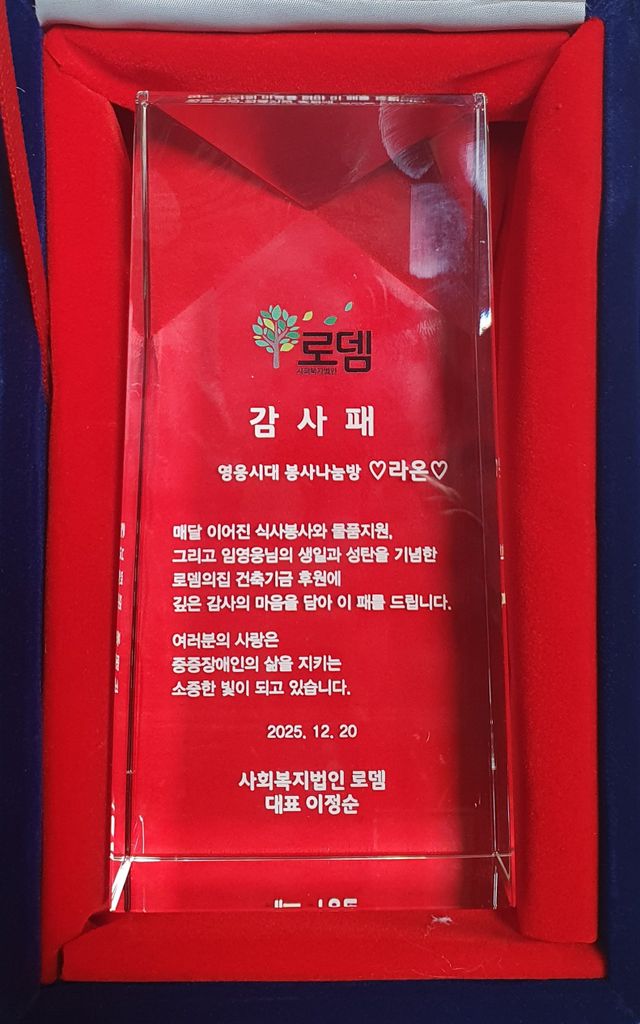 로뎀
사회복지법인
감사패
영웅시대 봉사나눔방 ♡라온♡
매달 이어진 식사봉사와 물품지원,
그리고 임영웅님의 생일과 성탄을 기념한
로뎀의집 건축기금 후원에
깊은 감사의 마음을 담아 이 패를 드립니다.
여러분의 사랑은
중증장애인의 삶을 지키는
소중한 빛이 되고 있습니다.
2025. 12. 20
사회복지법인 로뎀
대표 이정순